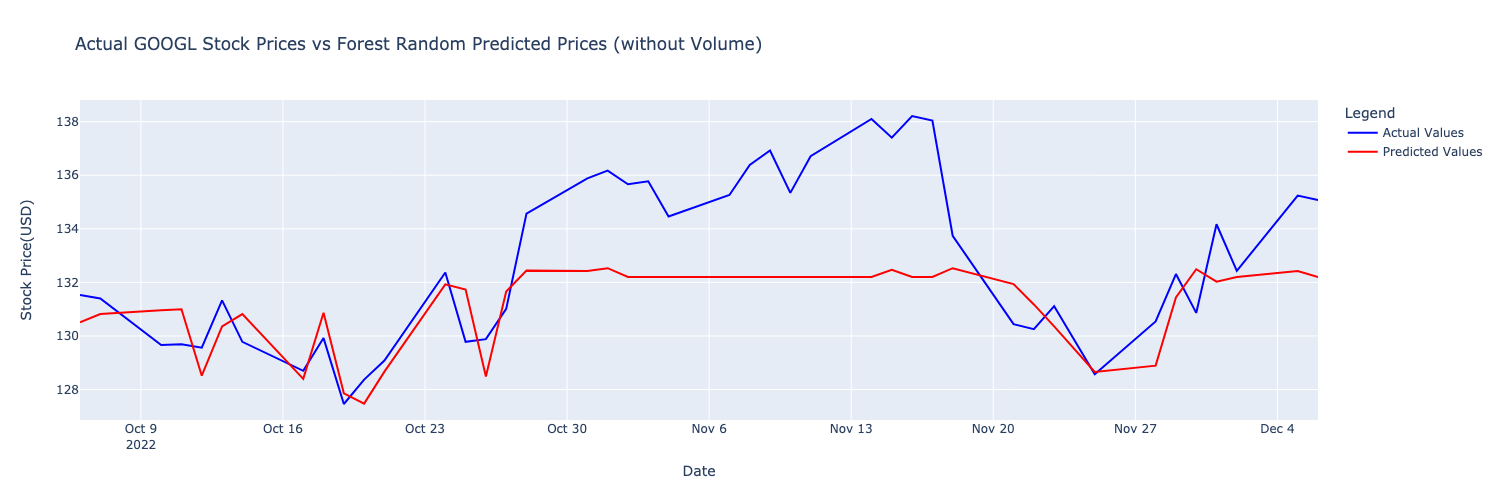 Actual GOOGL Stock Prices vs Forest Random Predicted Prices (without Volume)
Legend
Actual Values
Predicted Values
Stock Price(USD)
138
136
134
132
130
128
Oct 9
2022
Oct 16
Oct 23
Oct 30
Nov 6
Nov 13
Nov 20
Nov 27
Dec 4
Date